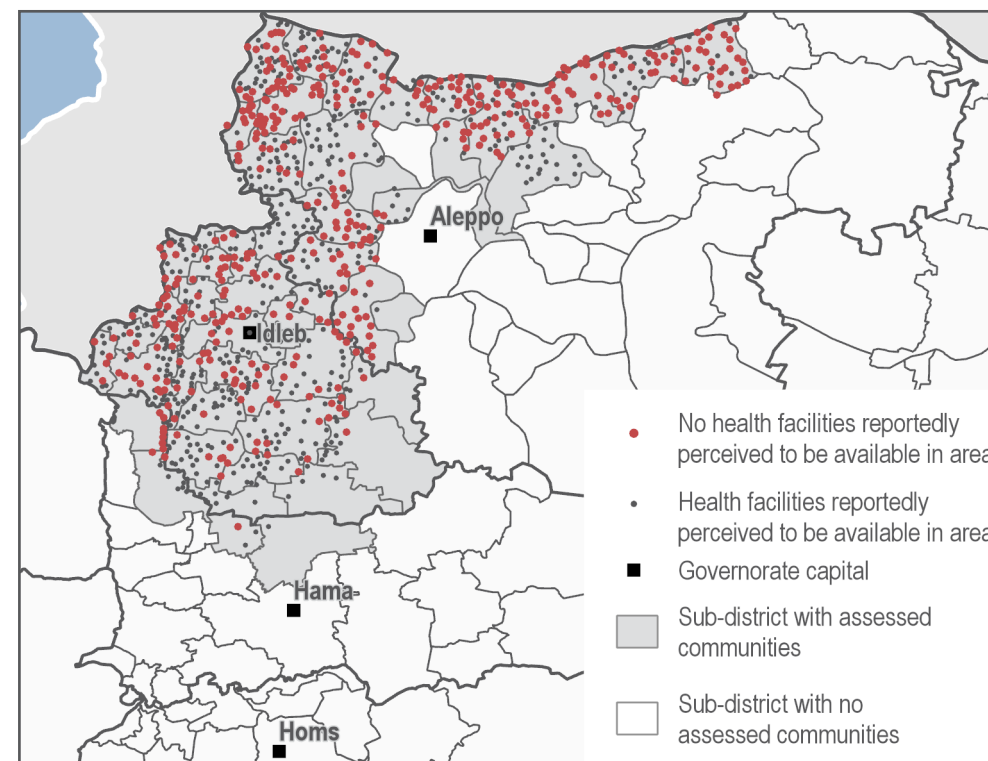 Aleppo
Idleb
Hama
Homs
No health facilities reportedly
perceived to be available in area
Health facilities reportedly
perceived to be available in area
Governorate capital
Sub-district with assessed
communities
Sub-district with no
assessed communities